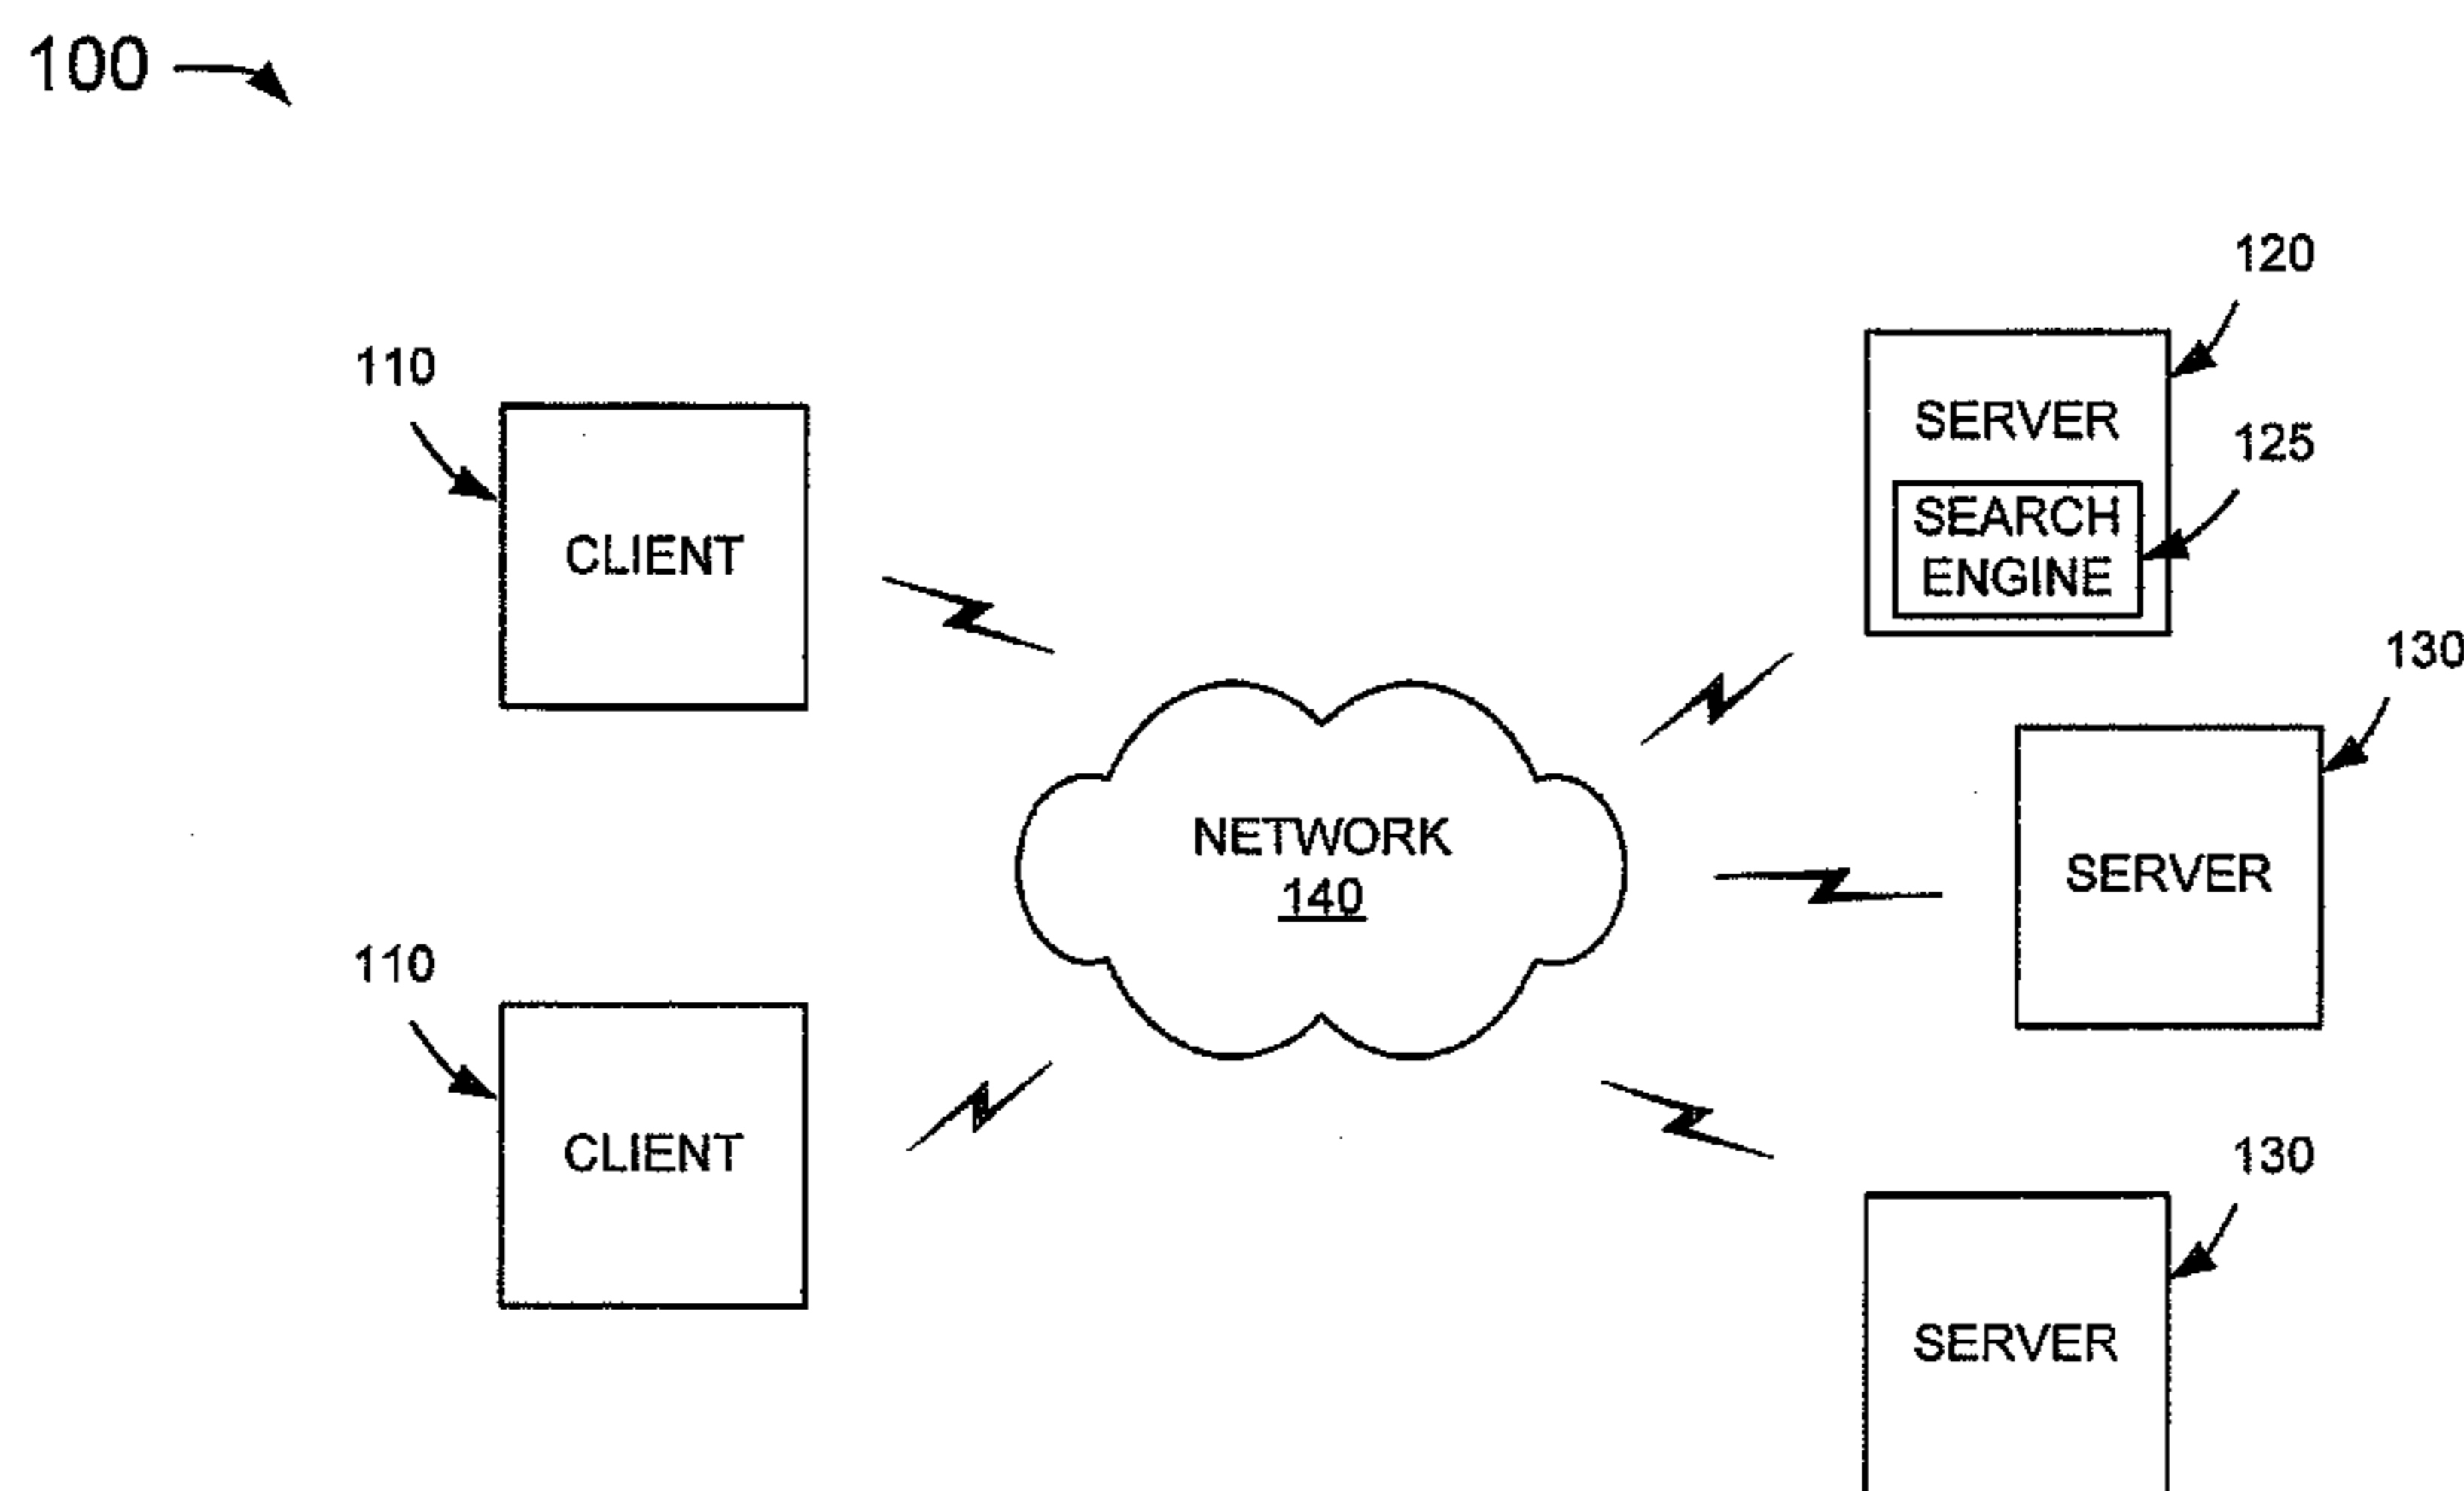 100
120
110
SERVER
125
SEARCH
ENGINE
CLIENT
130
NETWORK
140
SERVER
110
CLIENT
130
SERVER